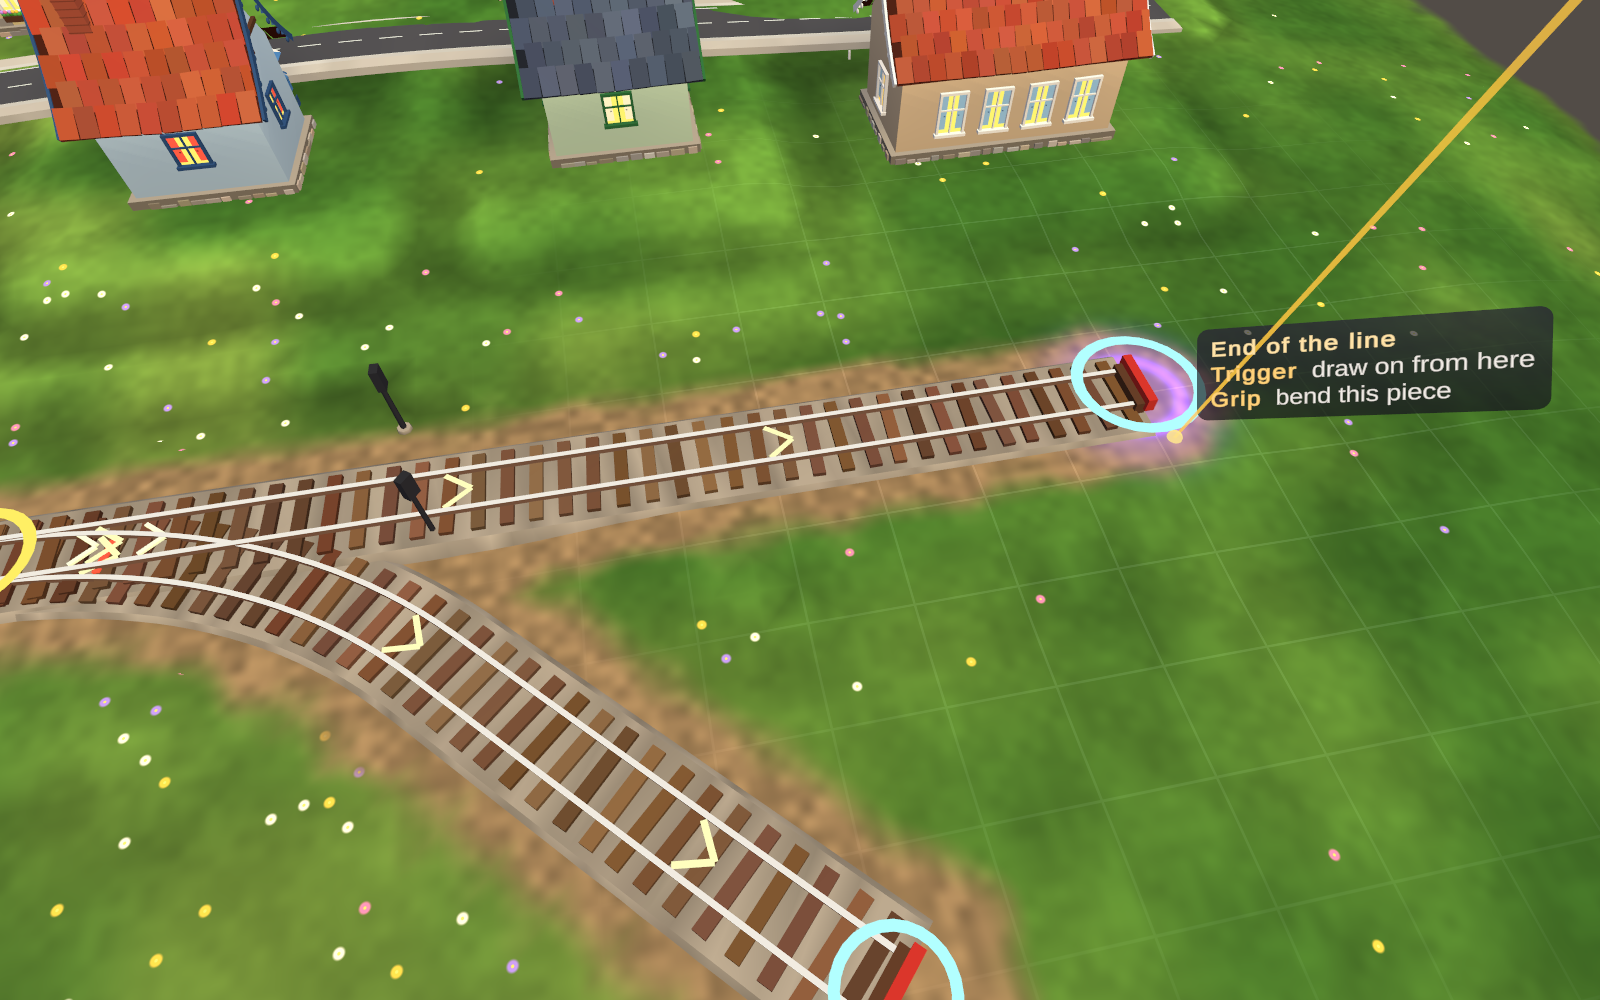 End of the line
Trigger draw on from here
Grip bend this piece